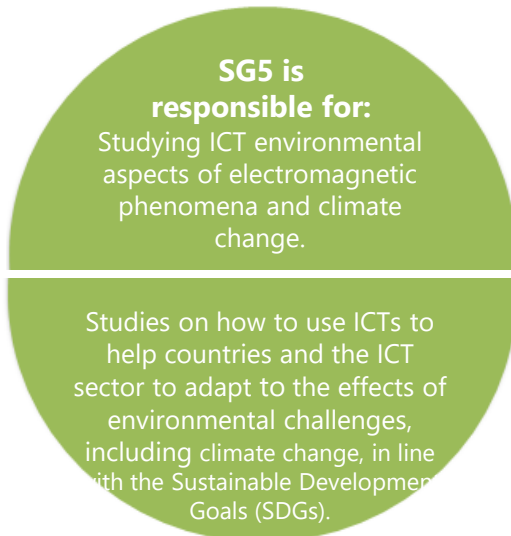 SG5 is
responsible for:
Studying ICT environmental
aspects of electromagnetic
phenomena and climate
change.
Studies on how to use ICTs to
help countries and the ICT
sector to adapt to the effects of
environmental challenges,
including climate change, in line
with the Sustainable Development
Goals (SDGs).